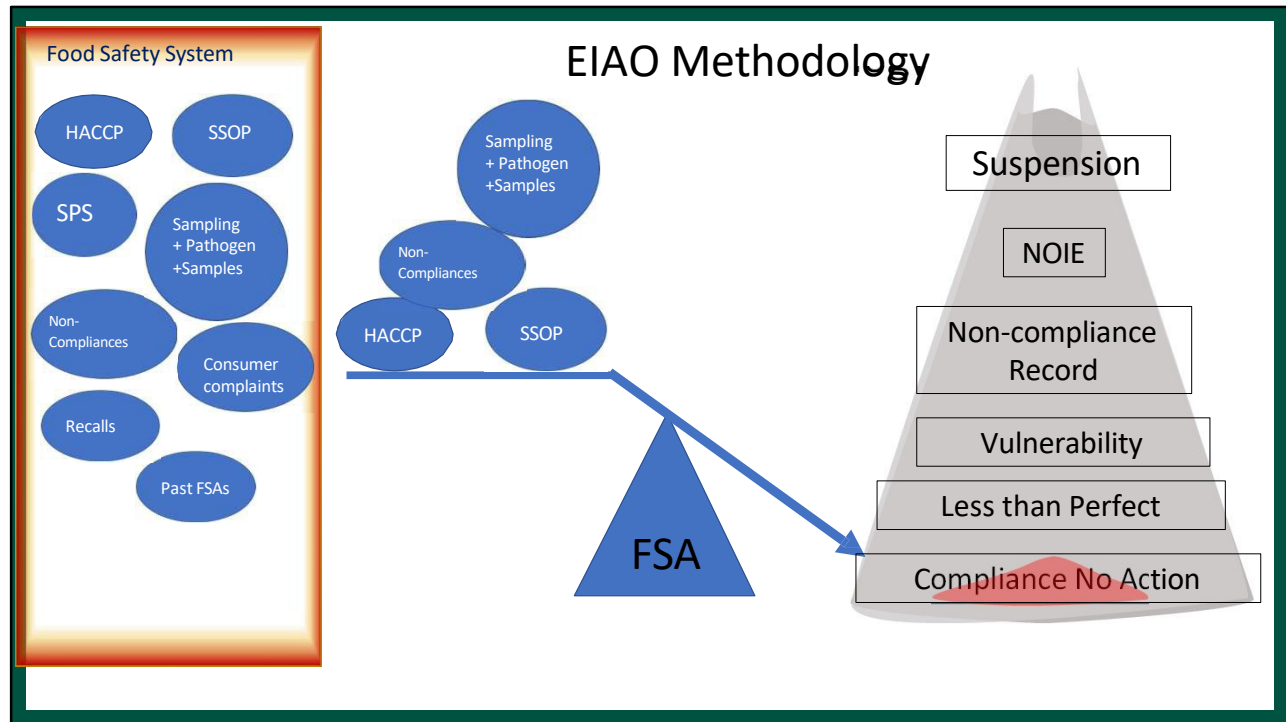 Food Safety System
EIAO Methodology
HACCP
SSOP
SPS
Sampling
+ Pathogen
+Samples
Non-
Compliances
Consumer
complaints
Recalls
Past FSAs
Sampling
+ Pathogen
+Samples
Non-
Compliances
HACCP
SSOP
FSA
Suspension
NOIE
Non-compliance
Record
Vulnerability
Less than Perfect
Compliance No Action